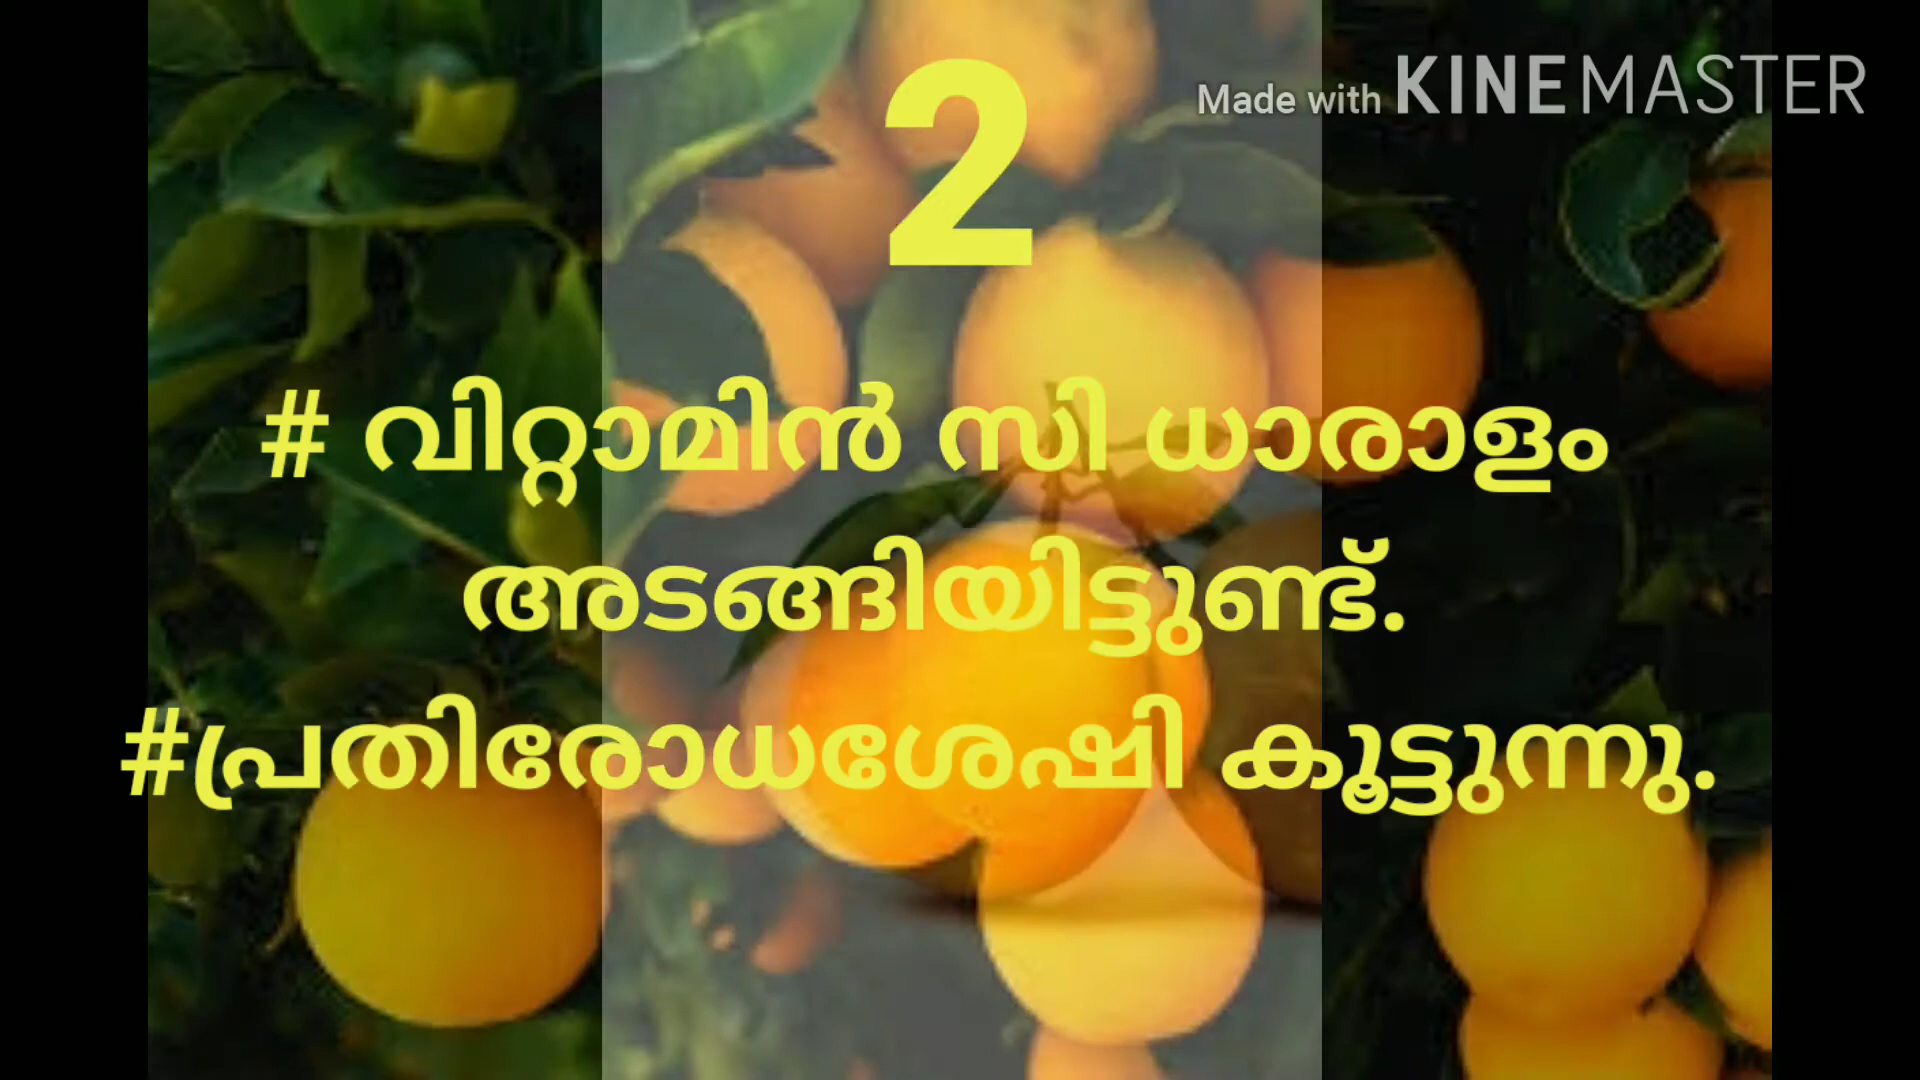 2
Made with KINEMASTER
# വിറ്റാമിൻ സി ധാരാളം
അടങ്ങിയിട്ടുണ്ട്.
#പ്രതിരോധശേഷി കൂട്ടുന്നു.